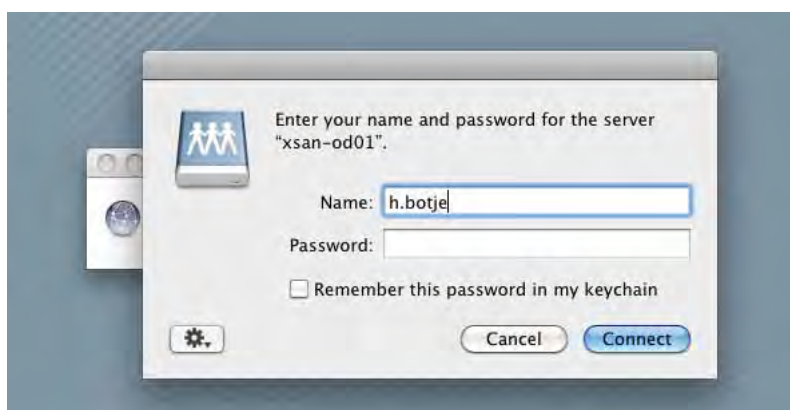 Enter your name and password for the server
“xsan-od01”.
Name: h.botje
Password:
Remember this password in my keychain
Cancel Connect